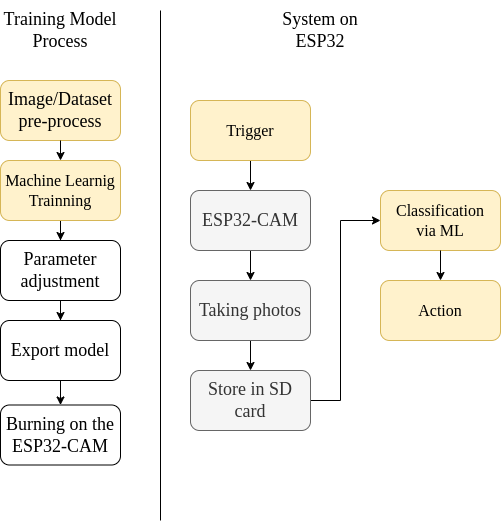 Training Model
Process
Image/Dataset
pre-process
Machine Learnig
Trainning
Parameter
adjustment
Export model
Burning on the
ESP32-CAM
System on
ESP32
Trigger
ESP32-CAM
Taking photos
Store in SD
card
Classification
via ML
Action